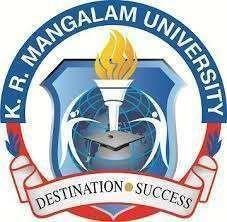 K. R. MANGALAM UNIVERSITY
DESTINATION • SUCCESS